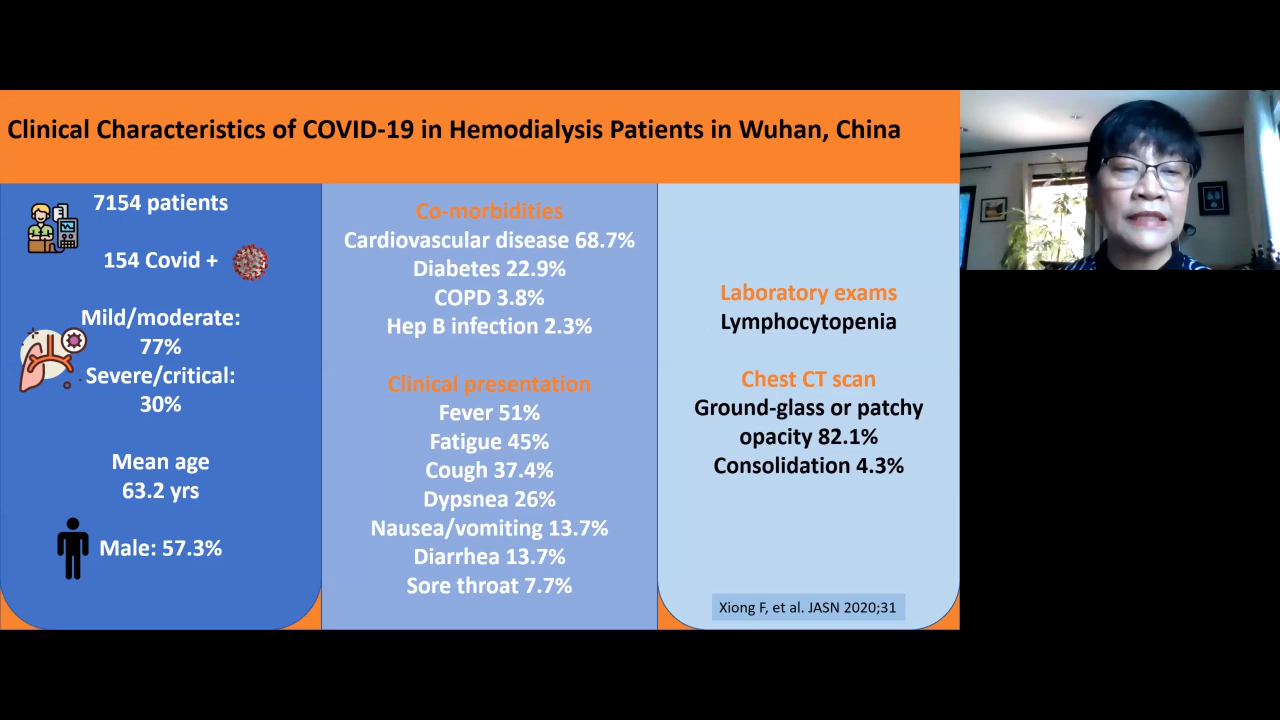 Clinical Characteristics of COVID-19 in Hemodialysis Patients in Wuhan, China
7154 patients
154 Covid +
Mild/moderate:
77%
Severe/critical:
30%
Mean age
63.2 yrs
Male: 57.3%
Co-morbidities
Cardiovascular disease 68.7%
Diabetes 22.9%
COPD 3.8%
Hep B infection 2.3%
Clinical presentation
Fever 51%
Fatigue 45%
Cough 37.4%
Dypsnea 26%
Nausea/vomiting 13.7%
Diarrhea 13.7%
Sore throat 7.7%
Laboratory exams
Lymphocytopenia
Chest CT scan
Ground-glass or patchy
opacity 82.1%
Consolidation 4.3%
Xiong F, et al. JASN 2020;31